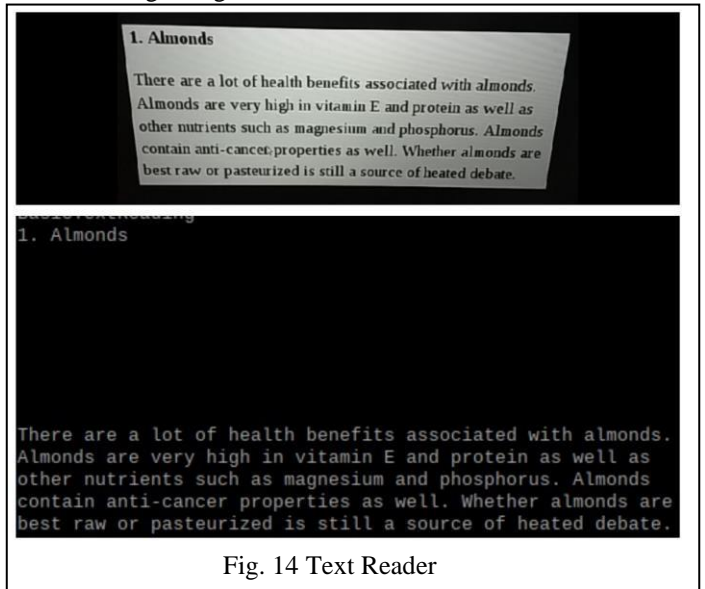 1. Almonds
There are a lot of health benefits associated with almonds.
Almonds are very high in vitamin E and protein as well as
other nutrients such as magnesium and phosphorus. Almonds
contain anti-cancer properties as well. Whether almonds are
best raw or pasteurized is still a source of heated debate.
1. Almonds
There are a lot of health benefits associated with almonds.
Almonds are very high in vitamin E and protein as well as
other nutrients such as magnesium and phosphorus. Almonds
contain anti-cancer properties as well. Whether almonds are
best raw or pasteurized is still a source of heated debate.
Fig. 14 Text Reader